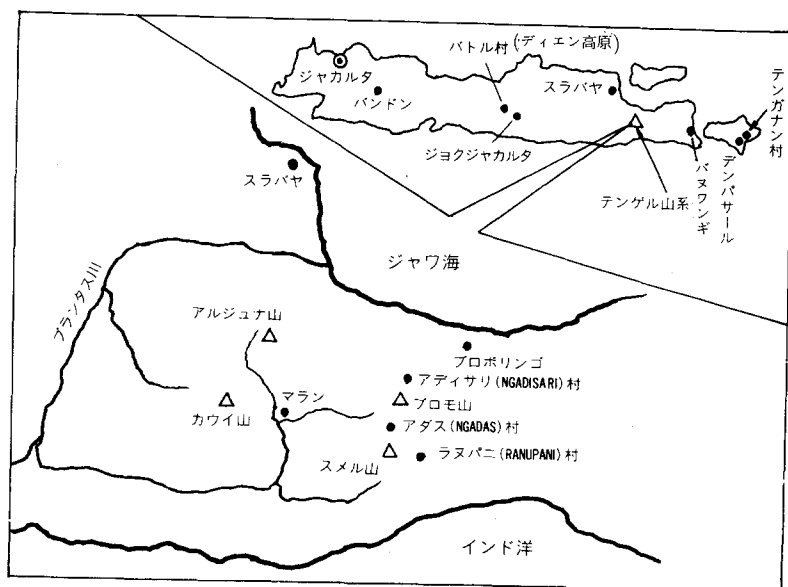 バトル村(ディエン高原)
ジャカルタ
バンドン
スラバヤ
ジョクジャカルタ
テンガナン村
デンパサール
バヌワンギ
テンゲル山系
スラバヤ
ジャワ海
ブランタス川
アルジュナ山
プロボリンゴ
アディサリ(NGADISARI)村
ブロモ山
カウイ山
マラン
アダス(NGADAS)村
スメル山
ラヌパニ(RANUPANI)村
インド洋